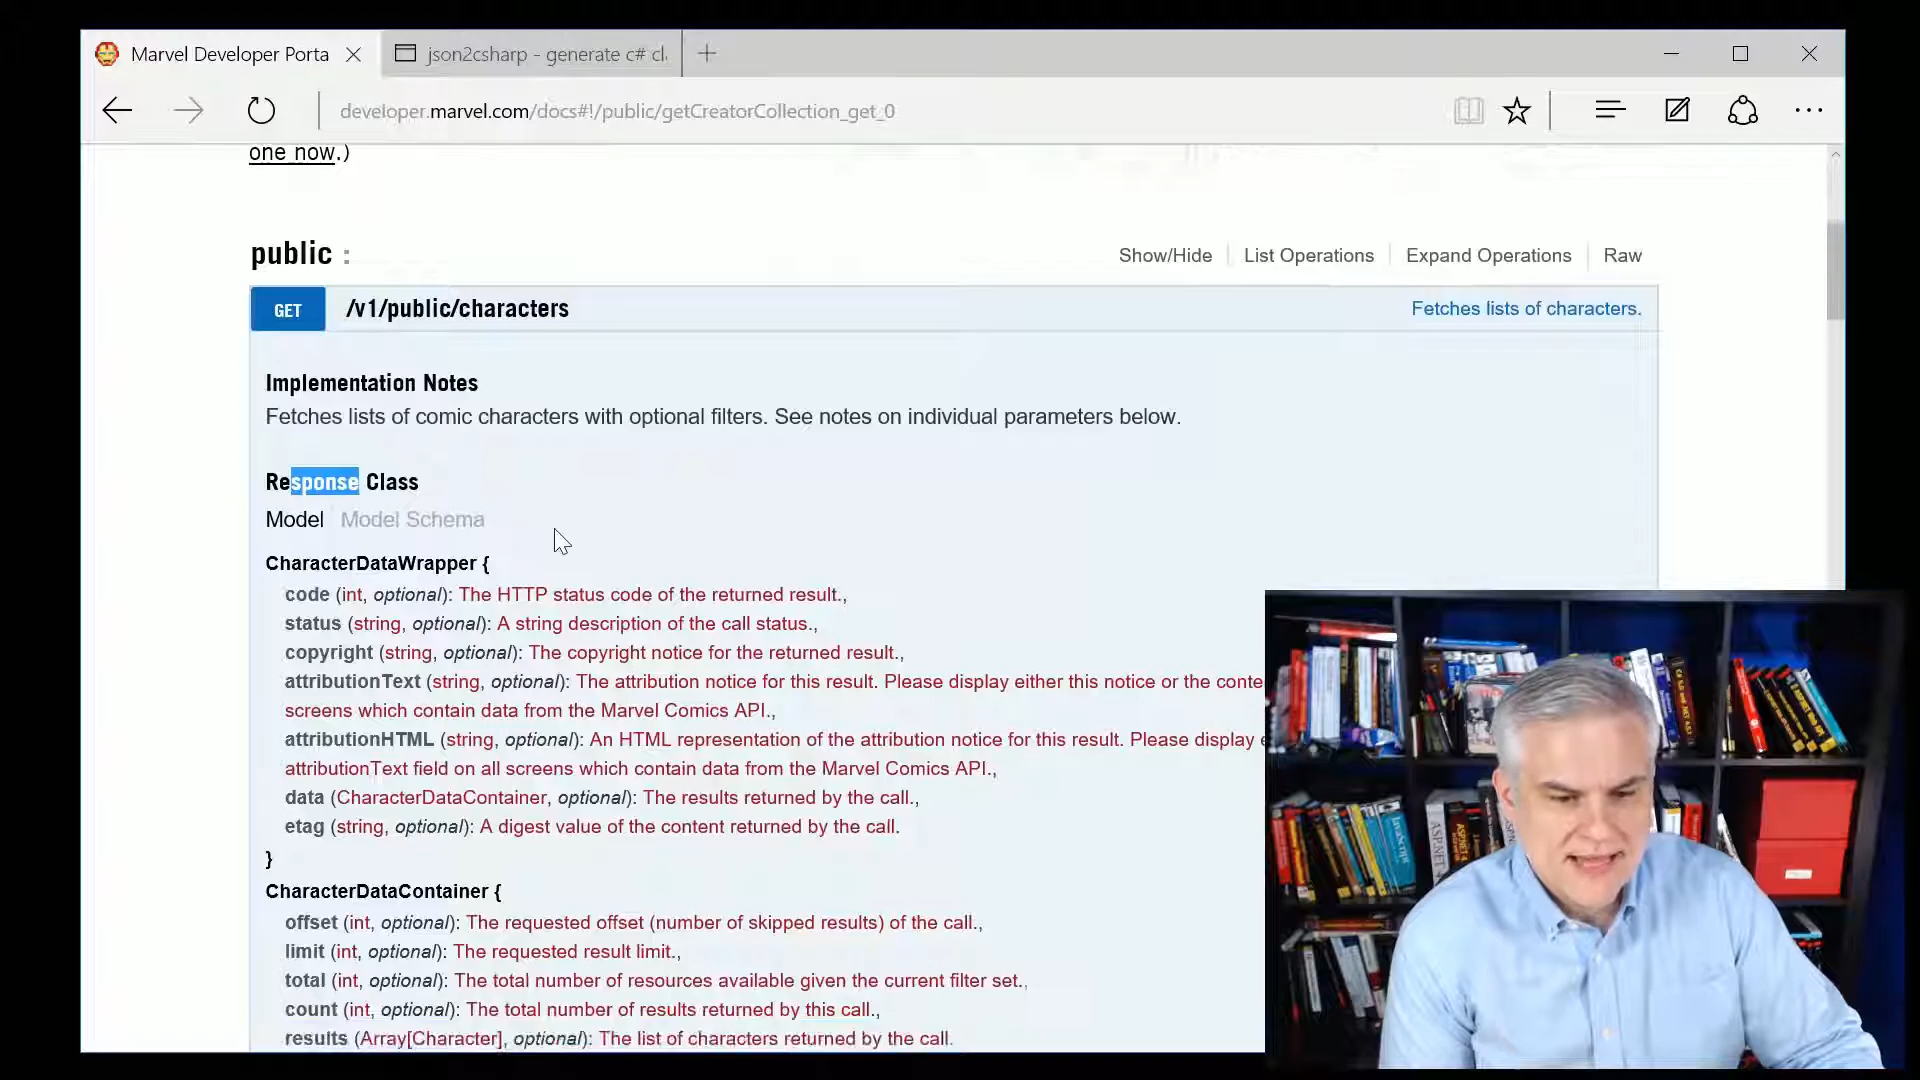 Marvel Developer Porta
json2csharp - generate c# cl
developer.marvel.com/docs#!/public/getCreatorCollection_get_0
one now.)
public :
Show/Hide
List Operations
Expand Operations
Raw
GET
/v1/public/characters
Fetches lists of characters.
Implementation Notes
Fetches lists of comic characters with optional filters. See notes on individual parameters below.
Response Class
Model Model Schema
CharacterDataWrapper {
code (int, optional): The HTTP status code of the returned result.,
status (string, optional): A string description of the call status.,
copyright (string, optional): The copyright notice for the returned result.,
attributionText (string, optional): The attribution notice for this result. Please display either this notice or the conte
screens which contain data from the Marvel Comics API.,
attributionHTML (string, optional): An HTML representation of the attribution notice for this result. Please display e
attributionText field on all screens which contain data from the Marvel Comics API.,
data (CharacterDataContainer, optional): The results returned by the call.,
etag (string, optional): A digest value of the content returned by the call.
}
CharacterDataContainer {
offset (int, optional): The requested offset (number of skipped results) of the call.,
limit (int, optional): The requested result limit.,
total (int, optional): The total number of resources available given the current filter set.,
count (int, optional): The total number of results returned by this call.,
results (Array[Character], optional): The list of characters returned by the call.